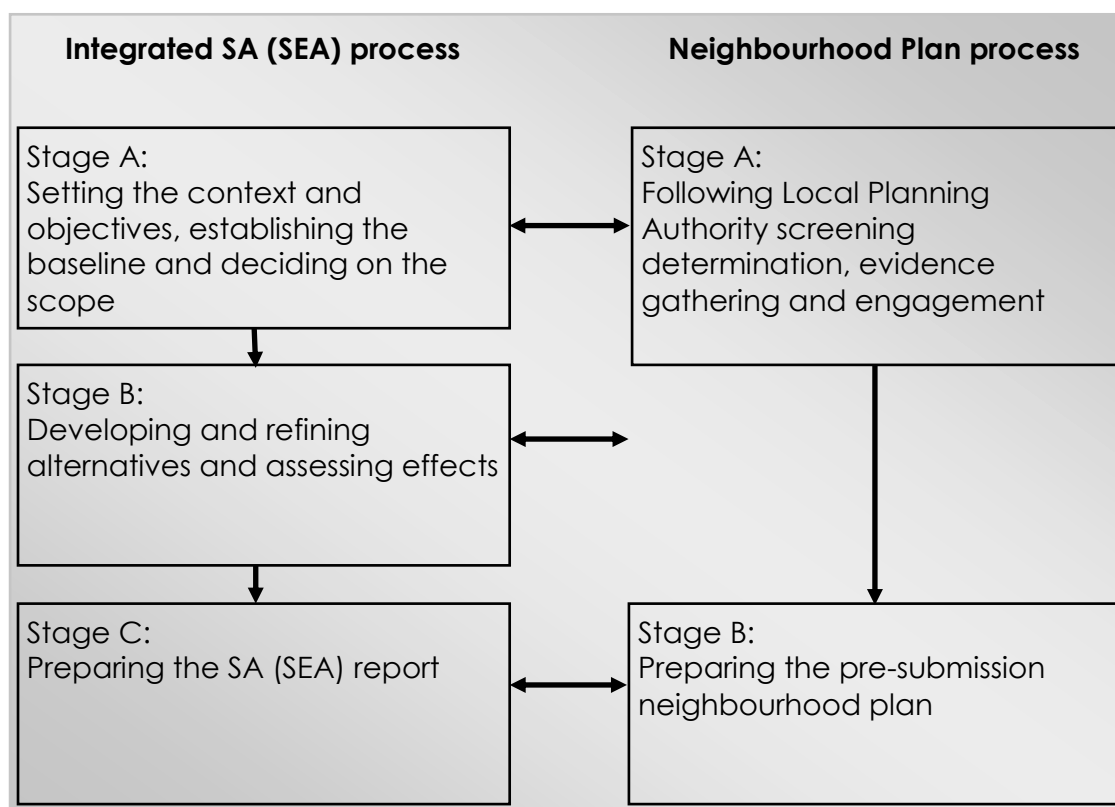 Integrated SA (SEA) process
Neighbourhood Plan process
Stage A:
Setting the context and
objectives, establishing the
baseline and deciding on the
scope
Stage A:
Following Local Planning
Authority screening
determination, evidence
gathering and engagement
Stage B:
Developing and refining
alternatives and assessing effects
Stage C:
Preparing the SA (SEA) report
Stage B:
Preparing the pre-submission
neighbourhood plan